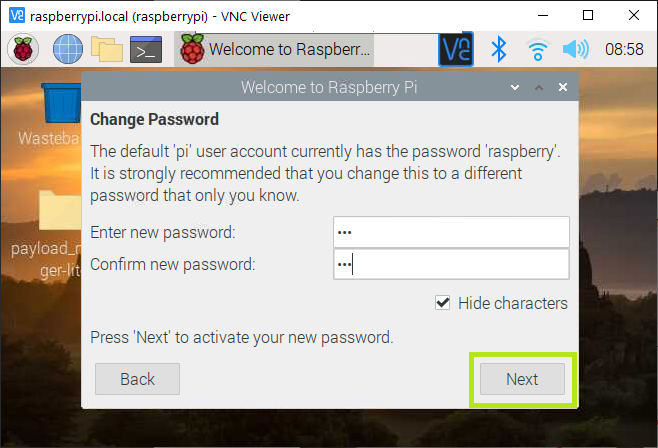 raspberrypi.local (raspberrypi) - VNC Viewer
Welcome to Raspberr...
08:58
Welcome to Raspberry Pi
Change Password
The default 'pi' user account currently has the password 'raspberry'.
It is strongly recommended that you change this to a different
password that only you know.
Enter new password:
•••
Confirm new password:
•••
Hide characters
Press 'Next' to activate your new password.
Back
Next
Wasteba
payload_m
ger-lit